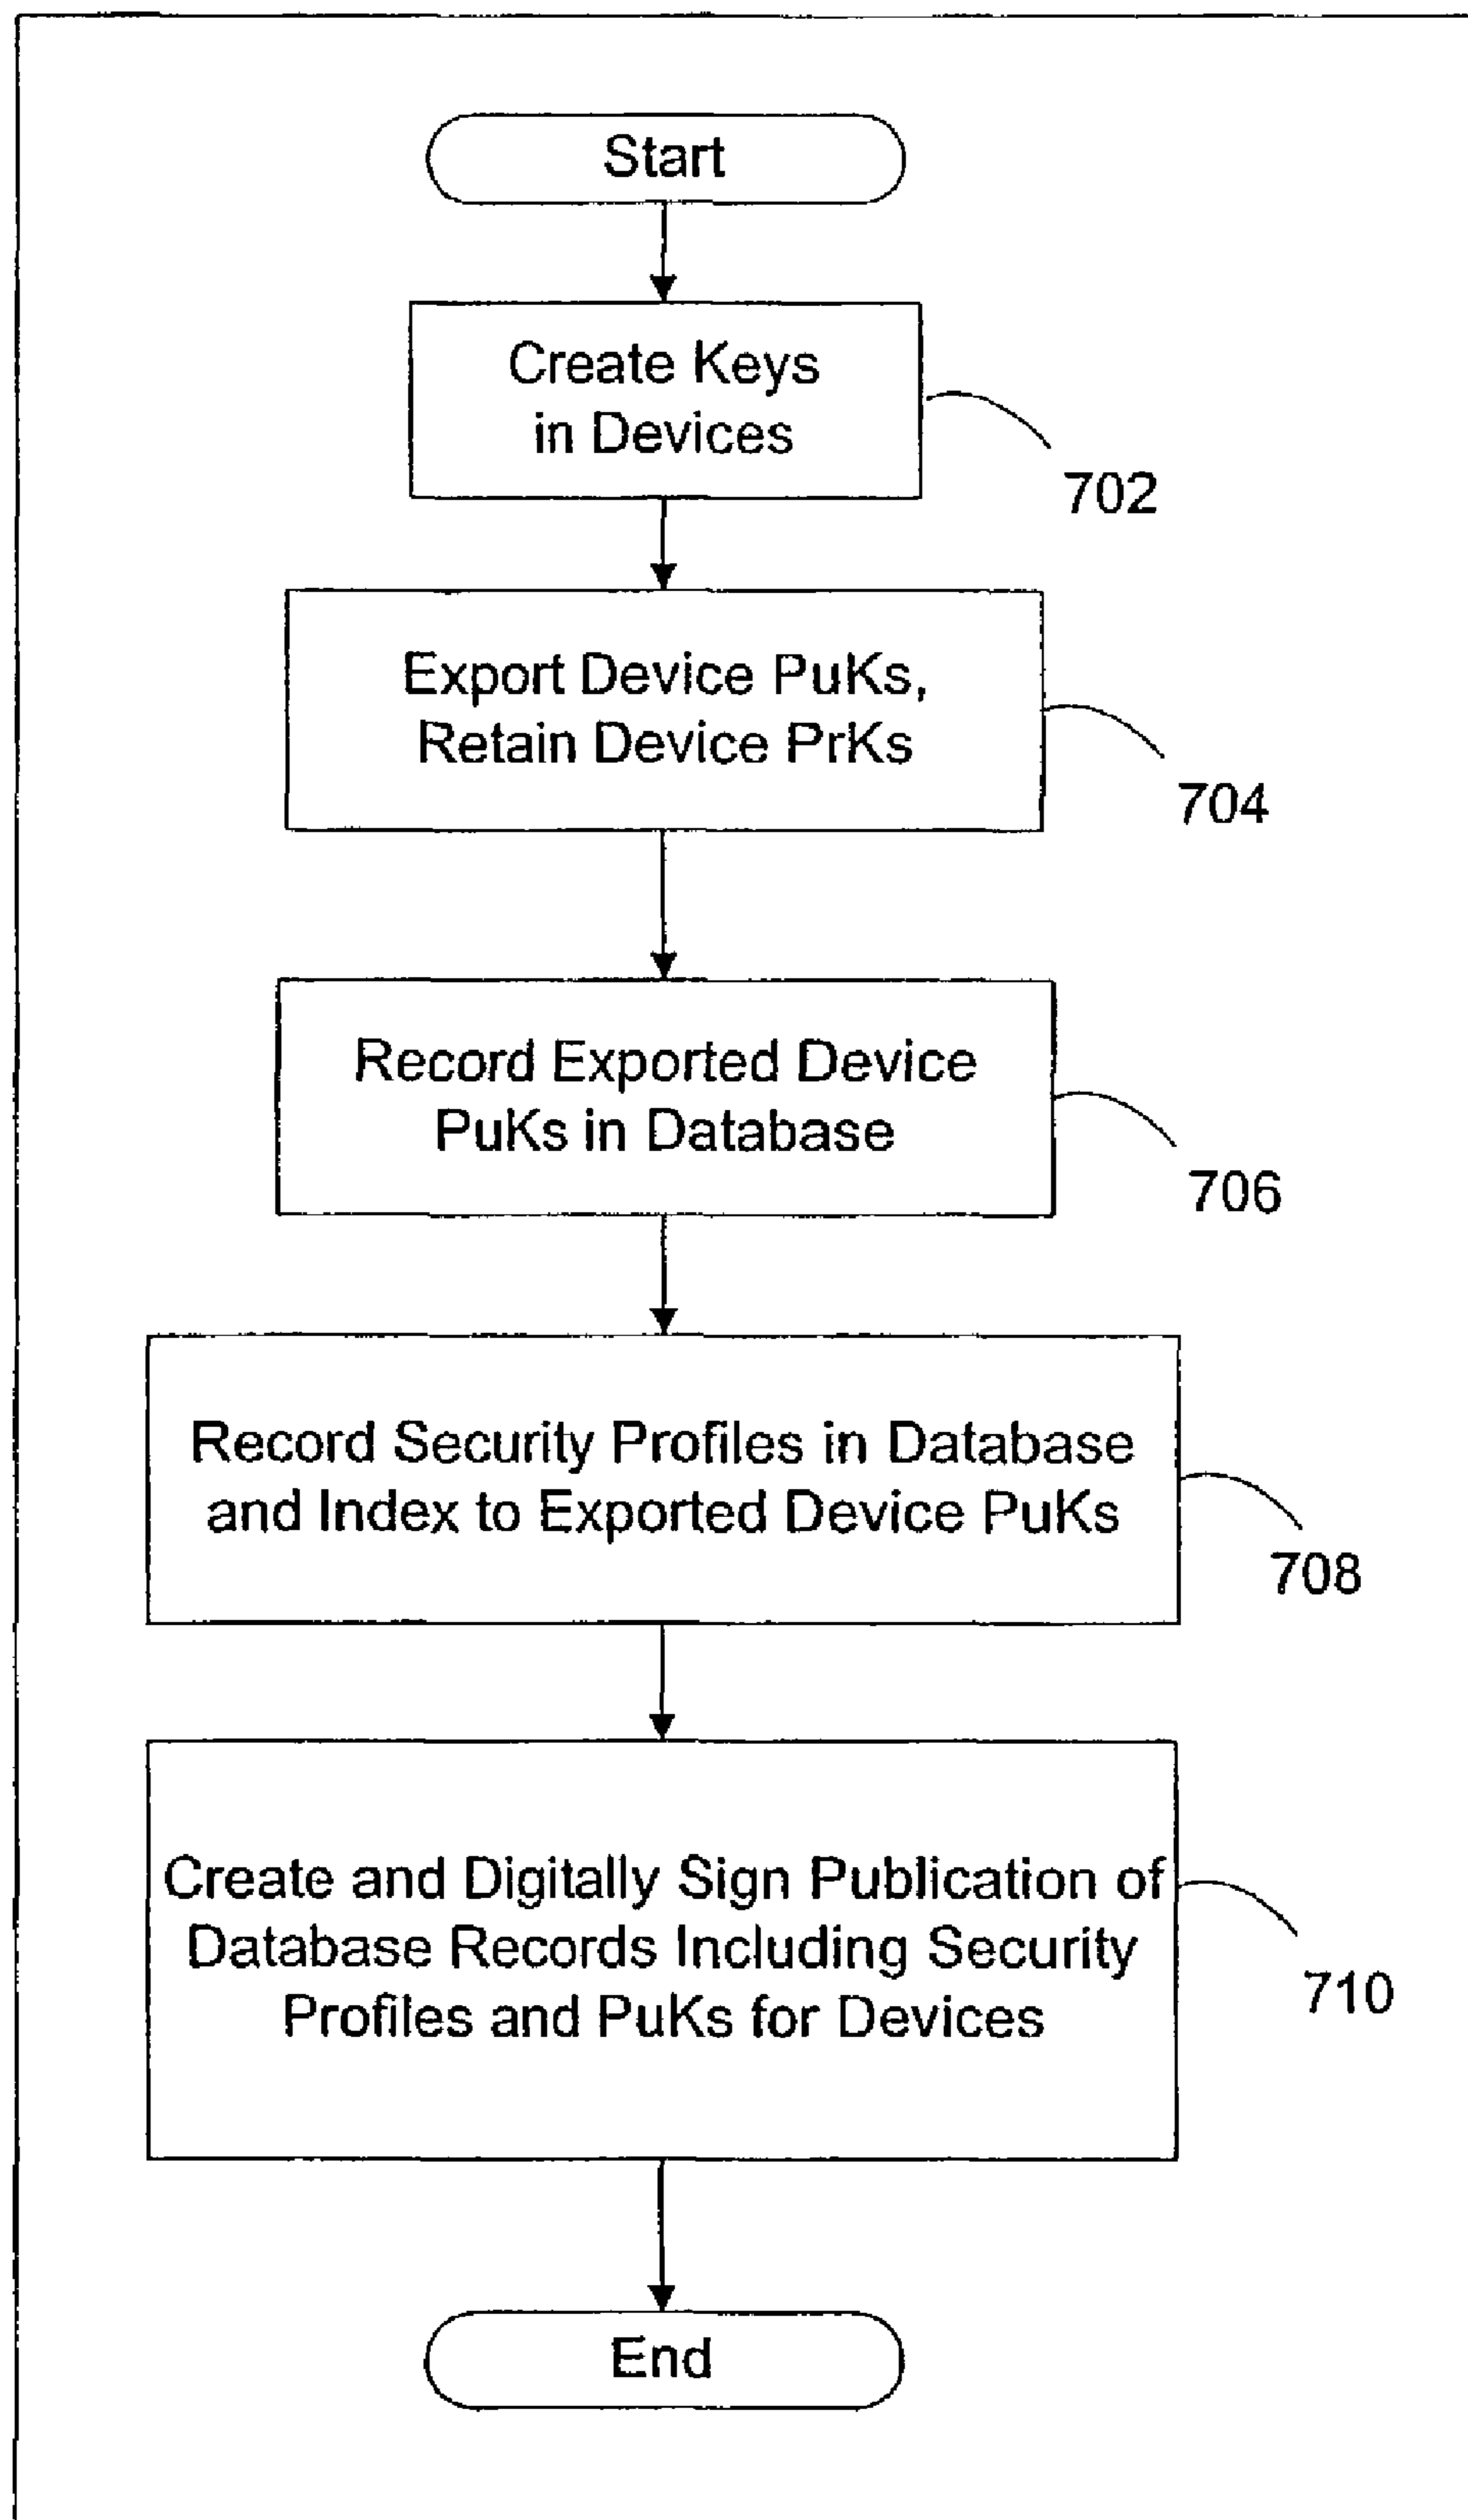 Start
Create Keys
in Devices
702
Export Device PuKs,
Retain Device PrKs
704
Record Exported Device
PuKs in Database
706
Record Security Profiles in Database
and Index to Exported Device PuKs
708
Create and Digitally Sign Publication of
Database Records Including Security
Profiles and PuKs for Devices
710
End